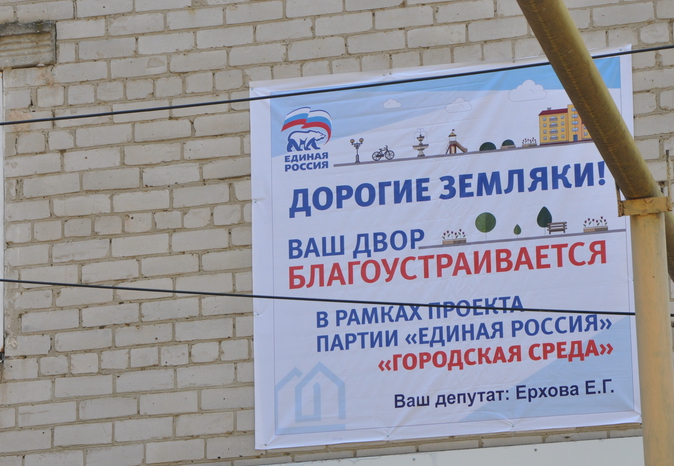 ЕДИНАЯ
РОССИЯ
ДОРОГИЕ ЗЕМЛЯКИ!
ВАШ ДВОР
БЛАГОУСТРАИВАЕТСЯ
В РАМКАХ ПРОЕКТА
ПАРТИИ «ЕДИНАЯ РОССИЯ»
«ГОРОДСКАЯ СРЕДА»
Ваш депутат: Ерхова Е.Г.